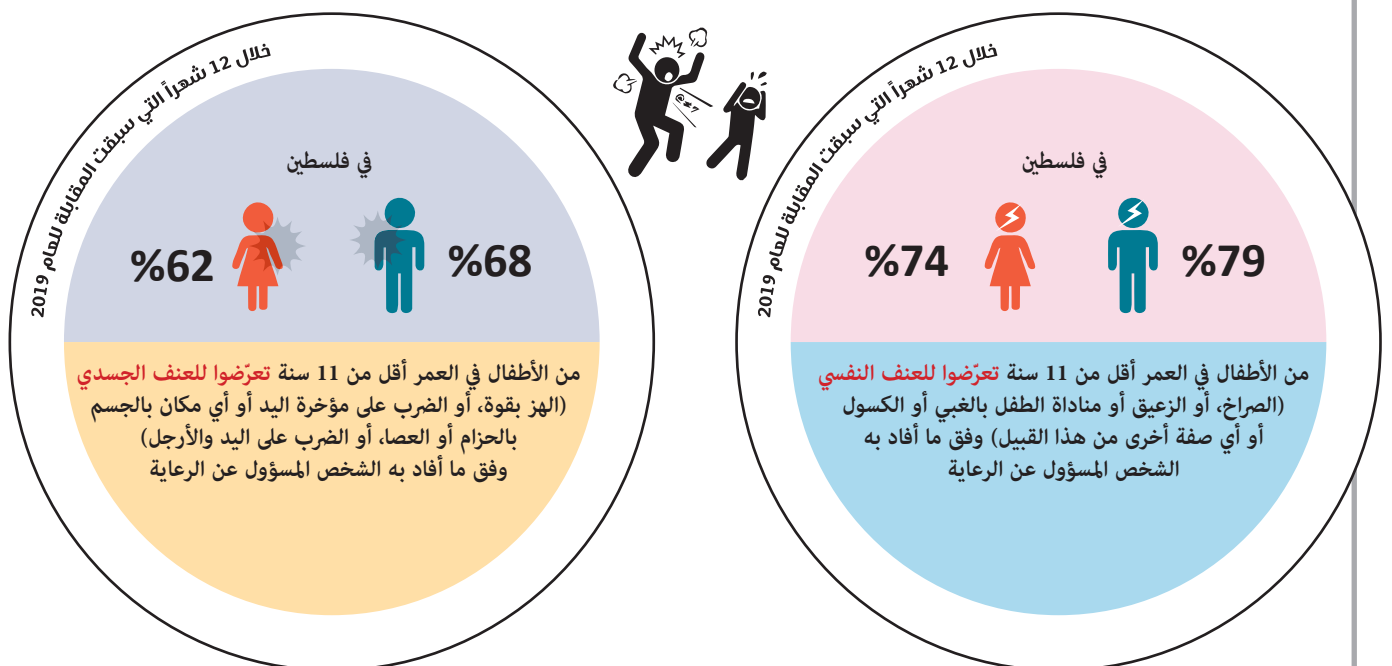 خلال 12 شهراً التي سبقت المقابلة للعام 2019
في فلسطين
%79
%74
من الأطفال في العمر أقل من 11 سنة تعرّضوا للعنف النفسي
(الصراخ، أو الزعيق أو مناداة الطفل بالغبي أو الكسول
أو أي صفة أخرى من هذا القبيل) وفق ما أفاد به
الشخص المسؤول عن الرعاية
@≠?
خلال 12 شهراً التي سبقت المقابلة للعام 2019
في فلسطين
%68
%62
من الأطفال في العمر أقل من 11 سنة تعرّضوا للعنف الجسدي
(الهز بقوة، أو الضرب على مؤخرة اليد أو أي مكان بالجسم
بالحزام أو العصا، أو الضرب على اليد والأرجل)
وفق ما أفاد به الشخص المسؤول عن الرعاية